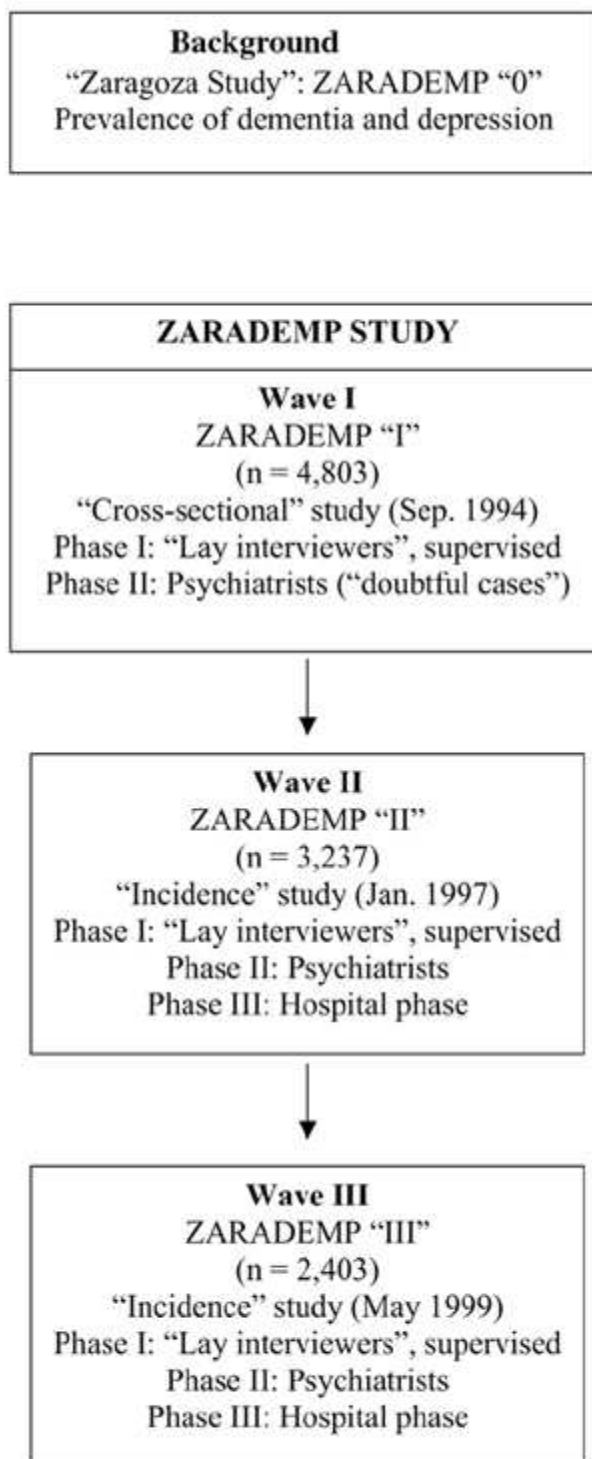 Background
“Zaragoza Study”: ZARADEMP “0”
Prevalence of dementia and depression
ZARADEMP STUDY
Wave I
ZARADEMP “I”
(n = 4,803)
“Cross-sectional” study (Sep. 1994)
Phase I: “Lay interviewers”, supervised
Phase II: Psychiatrists (“doubtful cases”)
Wave II
ZARADEMP “II”
(n = 3,237)
“Incidence” study (Jan. 1997)
Phase I: “Lay interviewers”, supervised
Phase II: Psychiatrists
Phase III: Hospital phase
Wave III
ZARADEMP “III”
(n = 2,403)
“Incidence” study (May 1999)
Phase I: “Lay interviewers”, supervised
Phase II: Psychiatrists
Phase III: Hospital phase